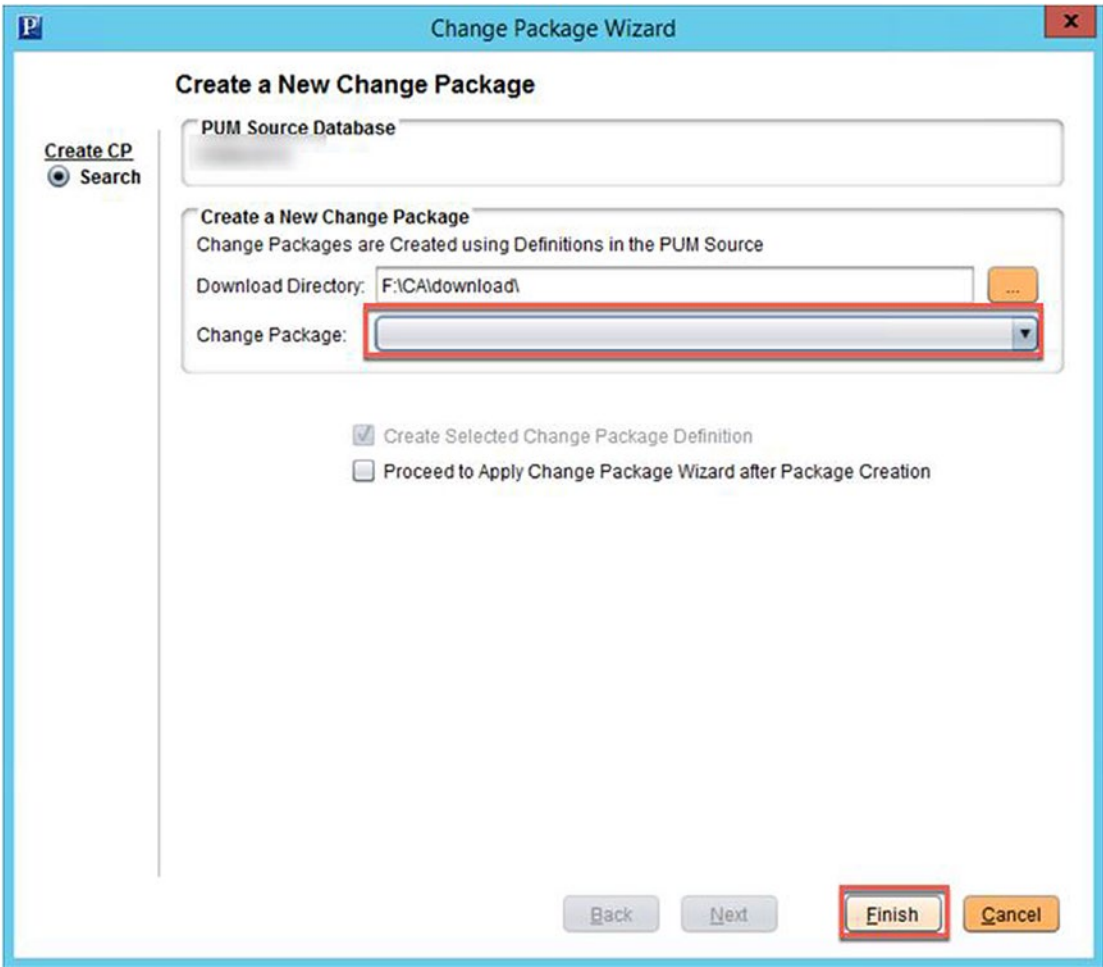 P
Change Package Wizard
x
Create a New Change Package
Create CP
Search
PUM Source Database
Create a New Change Package
Change Packages are Created using Definitions in the PUM Source
Download Directory: F:\CA\download\ ...
Change Package:
Create Selected Change Package Definition
Proceed to Apply Change Package Wizard after Package Creation
Back Next Finish Cancel